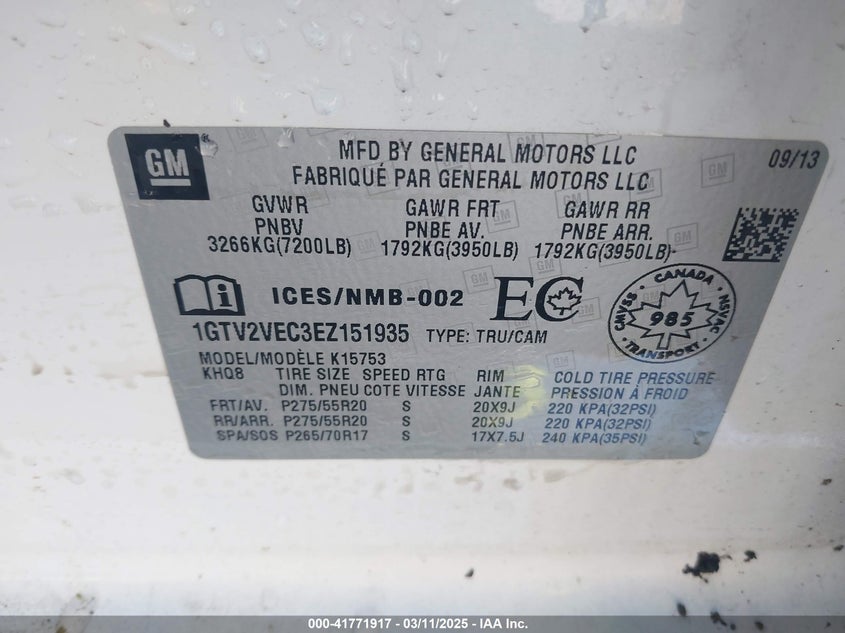 GM
MFD BY GENERAL MOTORS LLC
09/13
FABRIQUÉ PAR GENERAL MOTORS LLC
GVWR GAWR FRT GAWR RR
PNBV PNBE AV. PNBE ARR.
3266KG(7200LB) 1792KG(3950LB) 1792KG(3950LB)
ICES/NMB-002 EC
CANADA
CMVSS 985 NSVAC
1GTV2VEC3EZ151935 TYPE: TRU/CAM
MODEL/MODÈLE K15753
KHQ8 TIRE SIZE SPEED RTG RIM COLD TIRE PRESSURE
DIM. PNEU COTE VITESSE JANTE PRESSION À FROID
FRT/AV. P275/55R20 S 20X9J 220 KPA(32PSI)
RR/ARR. P275/55R20 S 20X9J 220 KPA(32PSI)
SPA/SOS P265/70R17 S 17X7.5J 240 KPA(35PSI)
000-41771917 - 03/11/2025 - IAA Inc.